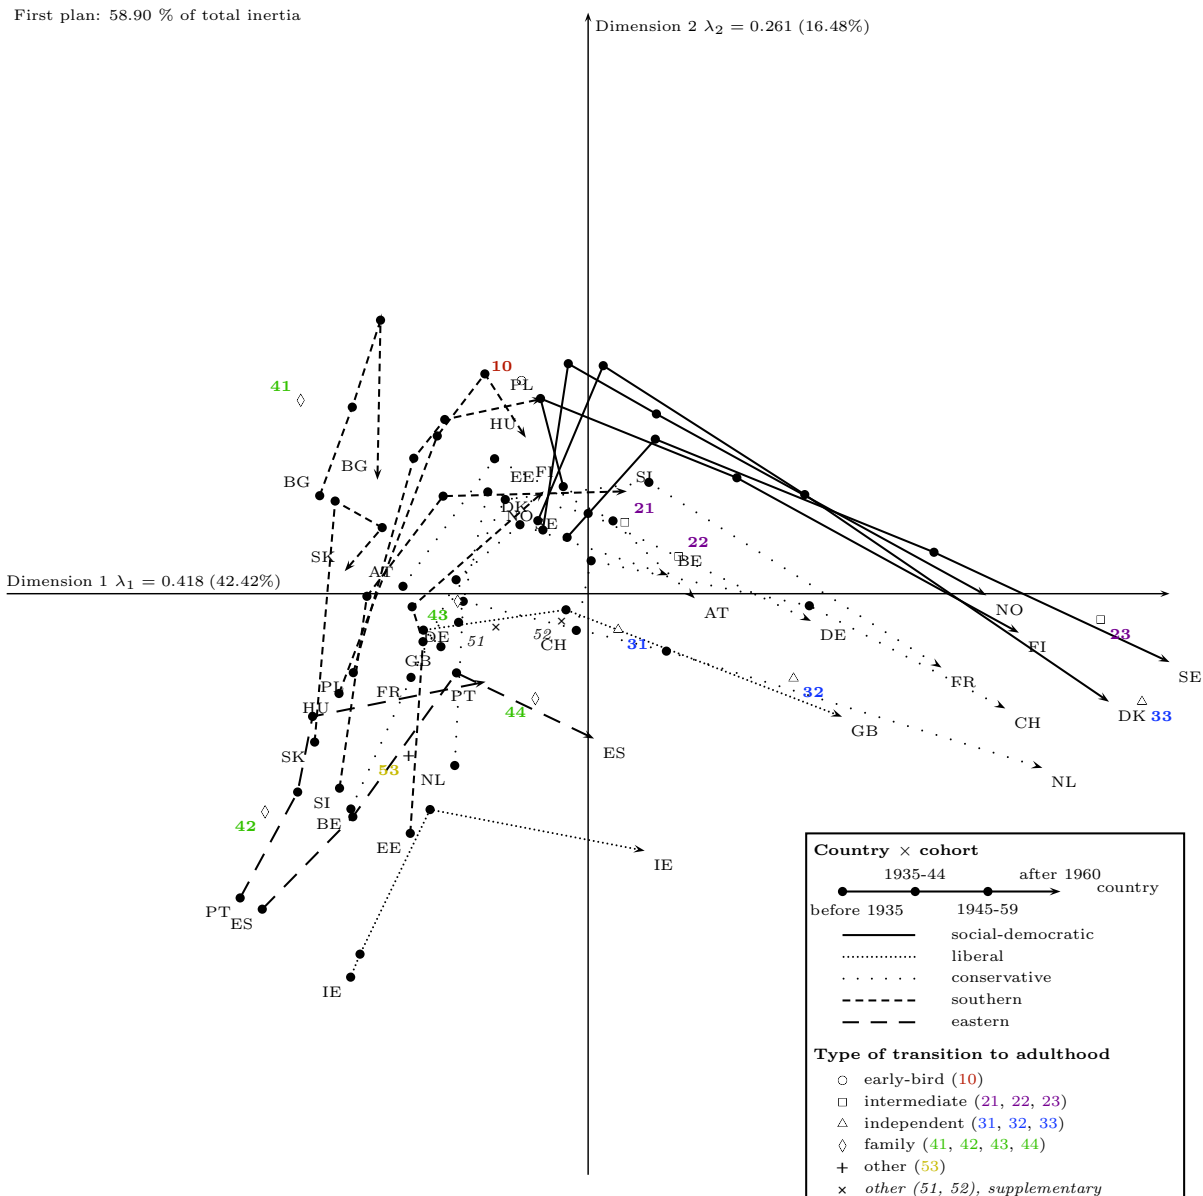 First plan: 58.90 % of total inertia
Dimension 2 λ2 = 0.261 (16.48%)
10
PL
41
HU
BG
BG
EE
FI
SI
DK
21
NO
SE
22
SK
BE
AT
Dimension 1 λ1 = 0.418 (42.42%)
NO
AT
43
DE
51
52
DE
23
CH
31
FI
GB
SE
FR
PL
FR
PT
32
HU
44
CH
DK
33
GB
ES
SK
53
NL
NL
SI
BE
42
EE
IE
PT
ES
IE
Country × cohort
1935-44
after 1960
country
before 1935
1945-59
social-democratic
liberal
conservative
southern
eastern
Type of transition to adulthood
early-bird (10)
intermediate (21, 22, 23)
independent (31, 32, 33)
family (41, 42, 43, 44)
other (53)
other (51, 52), supplementary